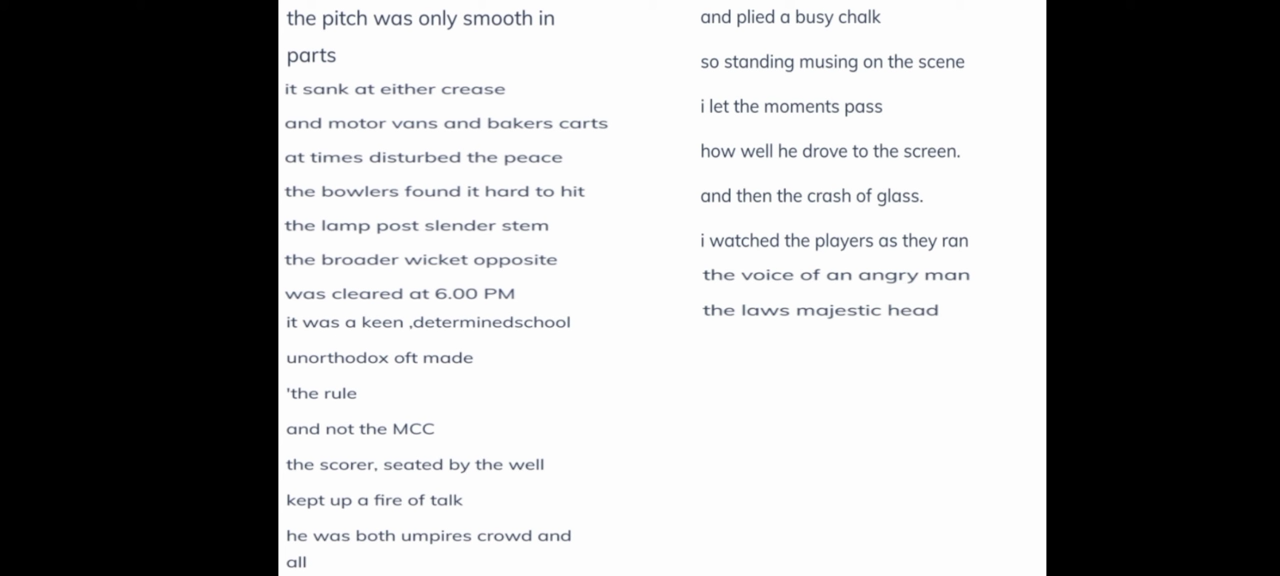 the pitch was only smooth in
parts
it sank at either crease
and motor vans and bakers carts
at times disturbed the peace
the bowlers found it hard to hit
the lamp post slender stem
the broader wicket opposite
was cleared at 6.00 PM
it was a keen ,determinedschool
unorthodox oft made
'the rule
and not the MCC
the scorer, seated by the well
kept up a fire of talk
he was both umpires crowd and
all
and plied a busy chalk
so standing musing on the scene
i let the moments pass
how well he drove to the screen.
and then the crash of glass.
i watched the players as they ran
the voice of an angry man
the laws majestic head